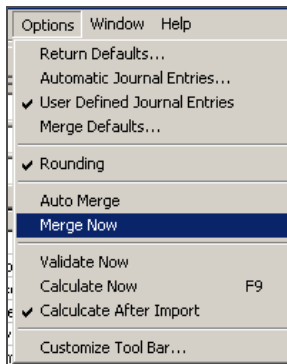 Options Window Help
Return Defaults...
Automatic Journal Entries...
User Defined Journal Entries
Merge Defaults...
Rounding
Auto Merge
Merge Now
Validate Now
Calculate Now F9
Calculcate After Import
Customize Tool Bar...